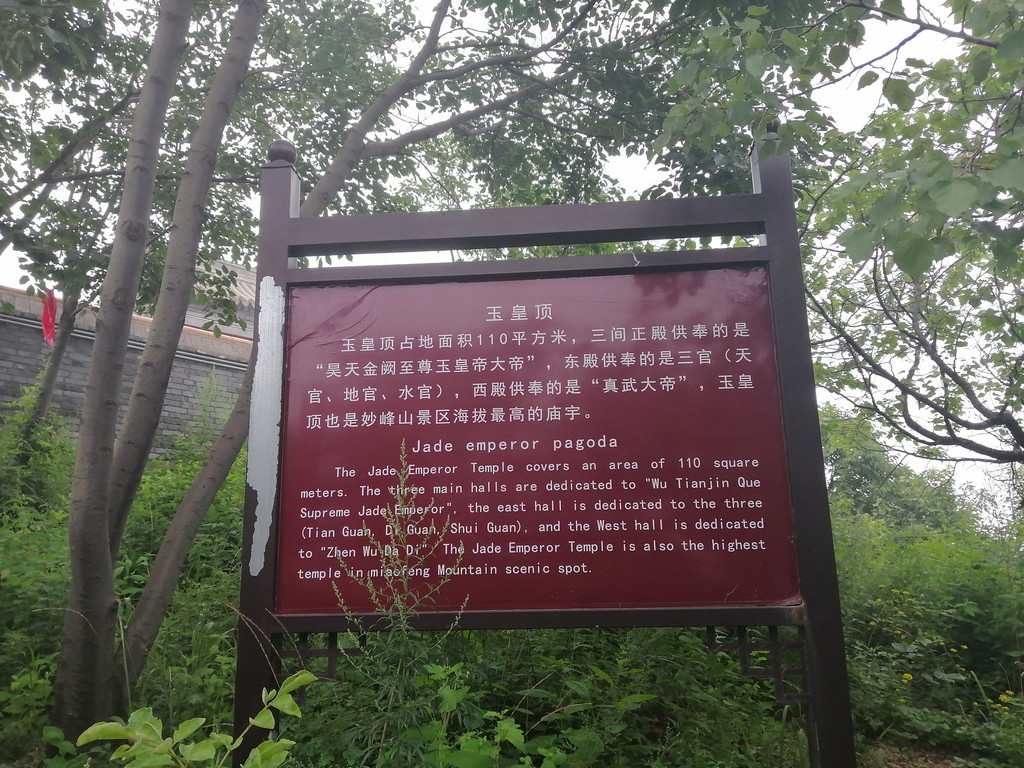 玉皇顶
玉皇顶占地面积110平方米，三间正殿供奉的是
“昊天金阙至尊玉皇帝大帝”，东殿供奉的是三官（天
官、地官、水官），西殿供奉的是“真武大帝”，玉皇
顶也是妙峰山景区海拔最高的庙宇。
Jade emperor pagoda
The Jade Emperor Temple covers an area of 110 square
meters. The three main halls are dedicated to "Wu Tianjin Que
Supreme Jade Emperor", the east hall is dedicated to the three
(Tian Guan, Di Guan, Shui Guan), and the West hall is dedicated
to "Zhen Wu Da Di". The Jade Emperor Temple is also the highest
temple in miaofeng Mountain scenic spot.